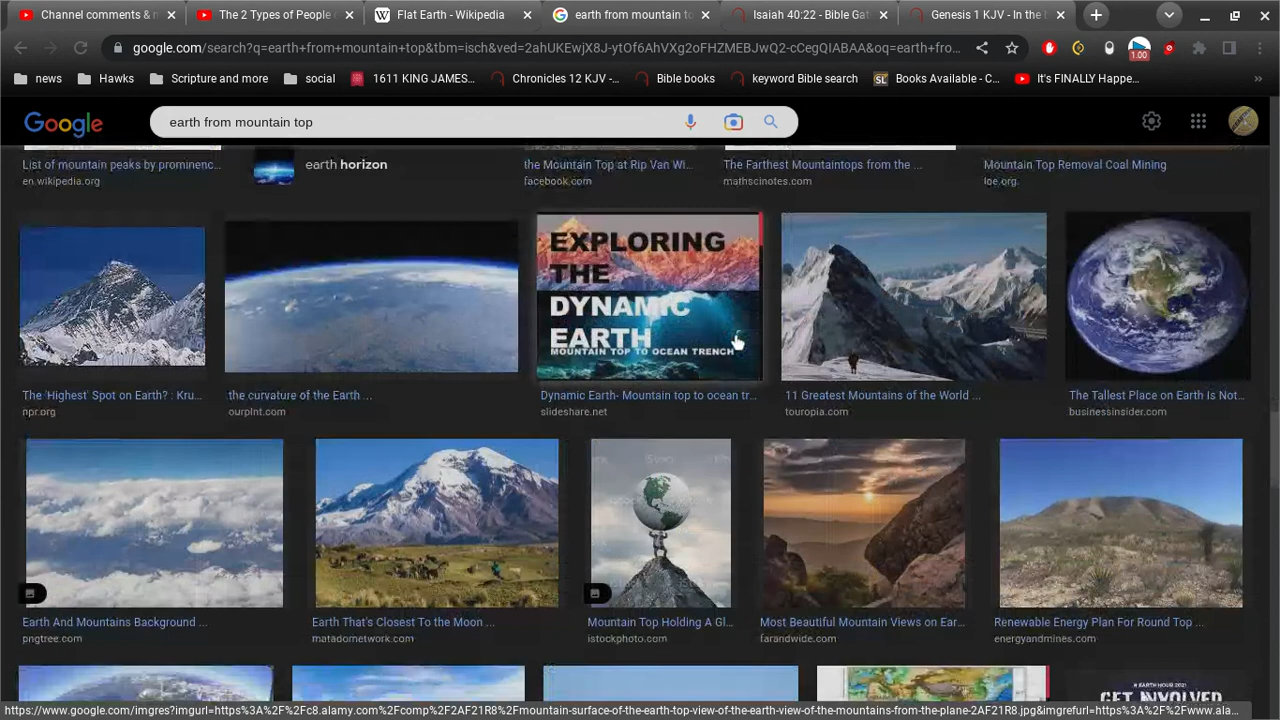 Channel comments & n
The 2 Types of People
Flat Earth - Wikipedia
earth from mountain to
Isaiah 40:22 - Bible Gat
Genesis 1 KJV - In the b
google.com/search?q=earth+from+mountain+top&tbm=isch&ved=2ahUKEwjX8J-ytOf6AhVXg2oFHZMEBJwQ2-cCegQIABAA&oq=earth+fro...
1.00
news
Hawks
Scripture and more
social
1611 KING JAMES...
Chronicles 12 KJV -...
Bible books
keyword Bible search
SL
Books Available - C...
It's FINALLY Happe...
Google
earth from mountain top
List of mountain peaks by prominenc...
en.wikipedia.org
earth horizon
the Mountain Top at Rip Van Wi...
facebook.com
The Farthest Mountaintops from the ...
mathscinotes.com
Mountain Top Removal Coal Mining
loe.org
EXPLORING
THE
DYNAMIC
EARTH
MOUNTAIN TOP TO OCEAN TRENCH
The 'Highest' Spot on Earth? : Kru...
npr.org
the curvature of the Earth ...
ourplnt.com
Dynamic Earth- Mountain top to ocean tr...
slideshare.net
11 Greatest Mountains of the World ...
touropia.com
The Tallest Place on Earth Is Not...
businessinsider.com
Earth And Mountains Background ...
pngtree.com
Earth That's Closest To the Moon ...
matadornetwork.com
Mountain Top Holding A Gl...
istockphoto.com
Most Beautiful Mountain Views on Ear...
farandwide.com
Renewable Energy Plan For Round Top ...
energyandmines.com
EARTH HOUR 2021
GET INVOLVED
https://www.google.com/imgres?imgurl=https%3A%2F%2Fc8.alamy.com%2Fcomp%2F2AF21R8%2Fmountain-surface-of-the-earth-top-view-of-the-earth-view-of-the-mountains-from-the-plane-2AF21R8.jpg&imgrefurl=https%3A%2F%2Fwww.ala...